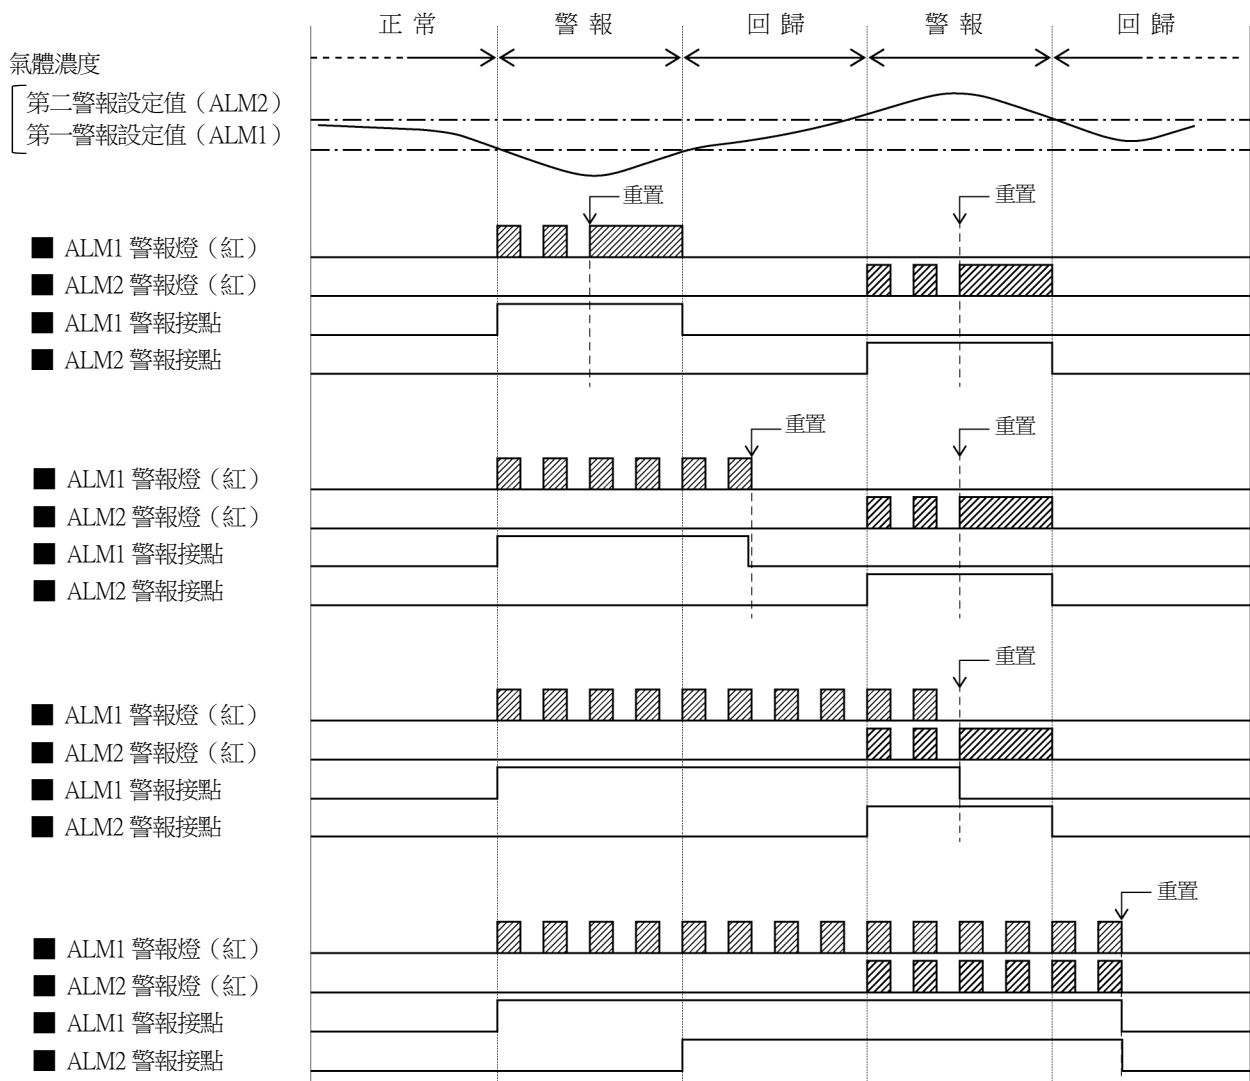 正常 警報 回歸 警報 回歸
氣體濃度
第二警報設定值（ALM2）
第一警報設定值（ALM1）
重置 重置
■ ALM1 警報燈（紅）
■ ALM2 警報燈（紅）
■ ALM1 警報接點
■ ALM2 警報接點
重置 重置
■ ALM1 警報燈（紅）
■ ALM2 警報燈（紅）
■ ALM1 警報接點
■ ALM2 警報接點
重置
■ ALM1 警報燈（紅）
■ ALM2 警報燈（紅）
■ ALM1 警報接點
■ ALM2 警報接點
重置
■ ALM1 警報燈（紅）
■ ALM2 警報燈（紅）
■ ALM1 警報接點
■ ALM2 警報接點